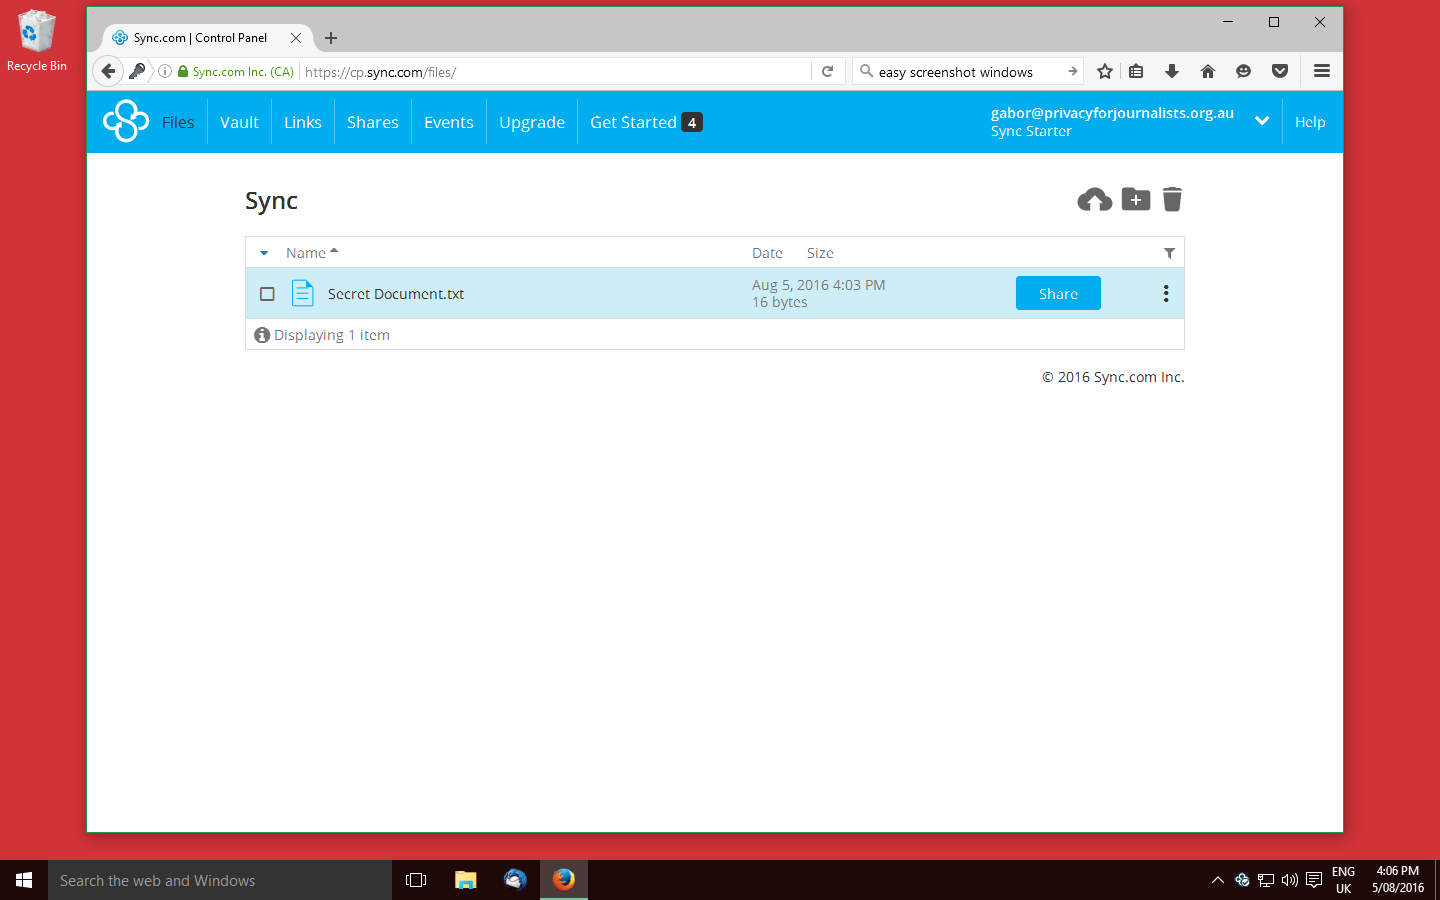 Recycle Bin
Sync.com | Control Panel
Sync.com Inc. (CA) https://cp.sync.com/files/ easy screenshot windows
Files Vault Links Shares Events Upgrade Get Started 4
gabor@privacyforjournalists.org.au
Sync Starter
Help
Sync
Name Date Size
Secret Document.txt
Aug 5, 2016 4:03 PM
16 bytes
Share
Displaying 1 item
© 2016 Sync.com Inc.
Search the web and Windows
ENG
UK
4:06 PM
5/08/2016